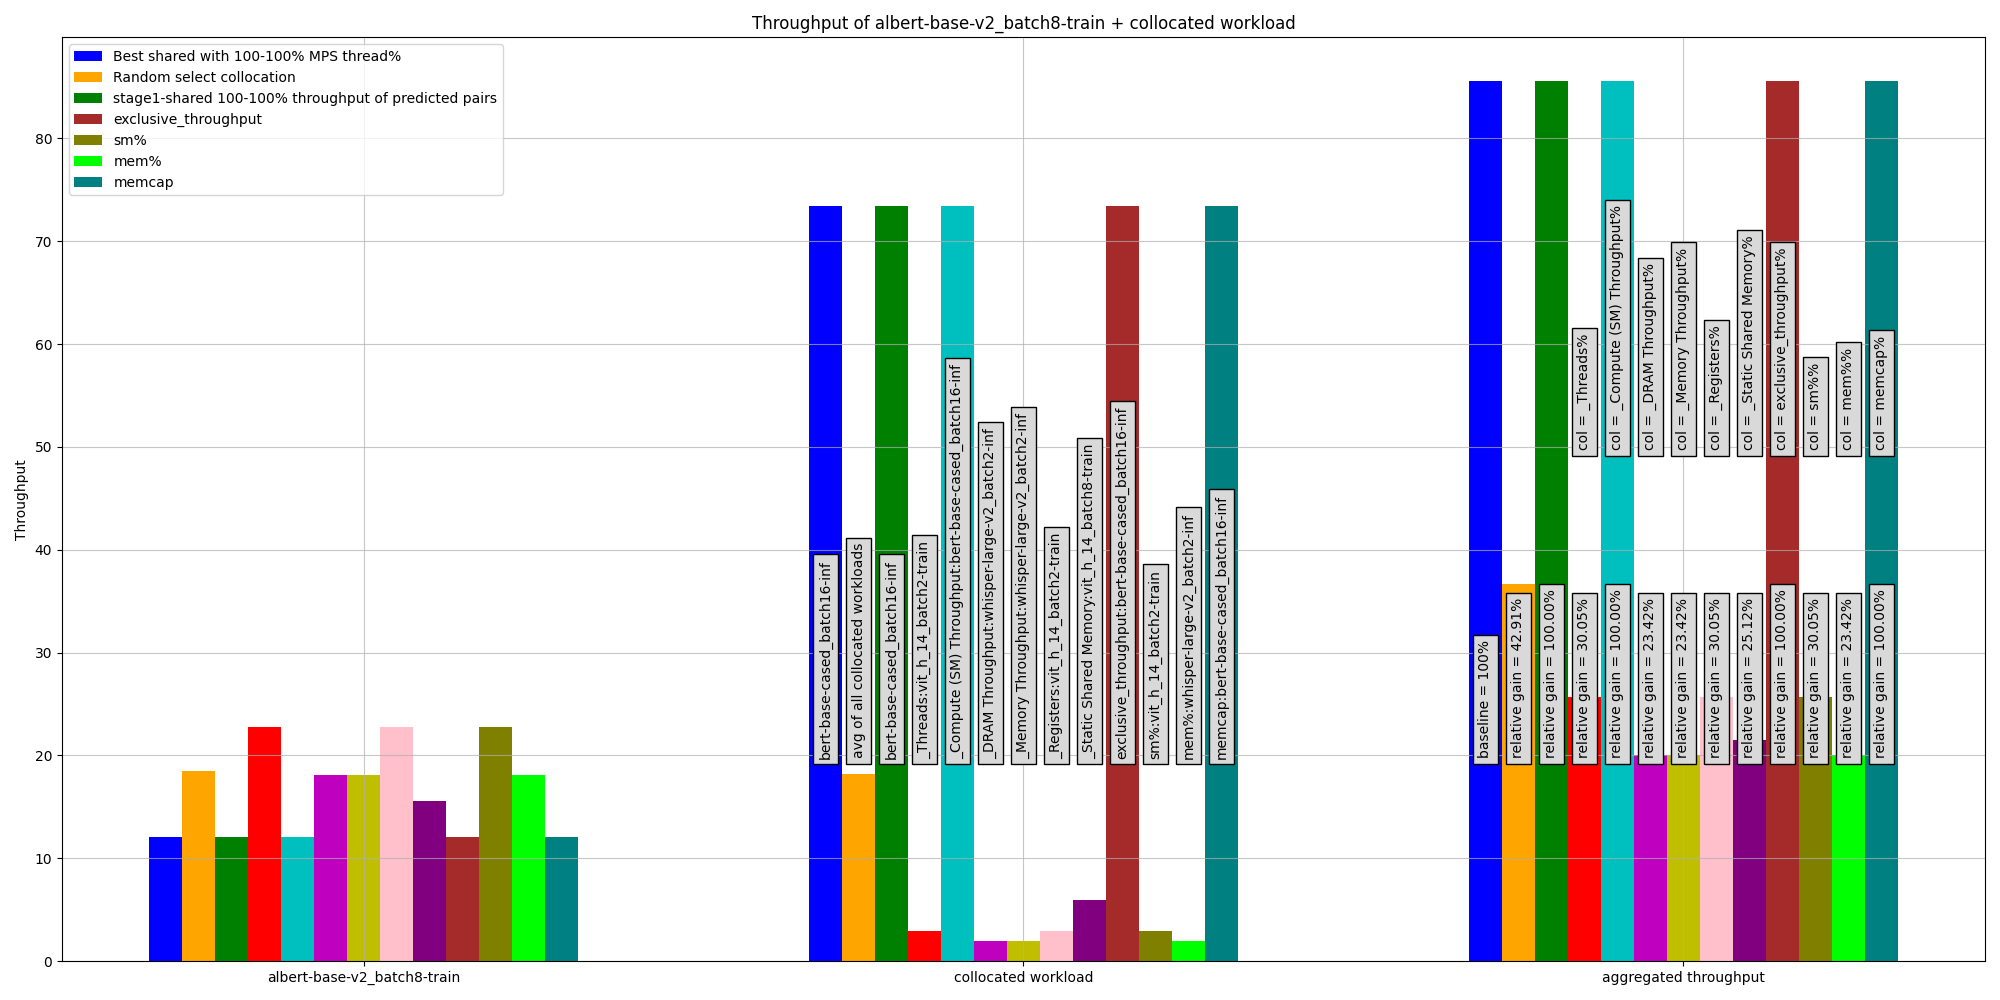 Throughput of albert-base-v2_batch8-train + collocated workload
Best shared with 100-100% MPS thread%
Random select collocation
stage1-shared 100-100% throughput of predicted pairs
exclusive_throughput
sm%
mem%
memcap
Throughput
80
70
60
50
40
30
20
10
0
bert-base-cased_batch16-inf
avg of all collocated workloads
bert-base-cased_batch16-inf
_Threads:vit_h_14_batch2-train
_Compute (SM) Throughput:bert-base-cased_batch16-inf
_DRAM Throughput:whisper-large-v2_batch2-inf
_Memory Throughput:whisper-large-v2_batch2-inf
_Registers:vit_h_14_batch2-train
_Static Shared Memory:vit_h_14_batch8-train
exclusive_throughput:bert-base-cased_batch16-inf
sm%:vit_h_14_batch2-train
mem%:whisper-large-v2_batch2-inf
memcap:bert-base-cased_batch16-inf
col = _Threads%
col = _Compute (SM) Throughput%
col = _DRAM Throughput%
col = _Memory Throughput%
col = _Registers%
col = _Static Shared Memory%
col = exclusive_throughput%
col = sm%%
col = mem%%
col = memcap%
baseline = 100%
relative gain = 42.91%
relative gain = 100.00%
relative gain = 30.05%
relative gain = 100.00%
relative gain = 23.42%
relative gain = 23.42%
relative gain = 30.05%
relative gain = 25.12%
relative gain = 100.00%
relative gain = 30.05%
relative gain = 23.42%
relative gain = 100.00%
albert-base-v2_batch8-train
collocated workload
aggregated throughput